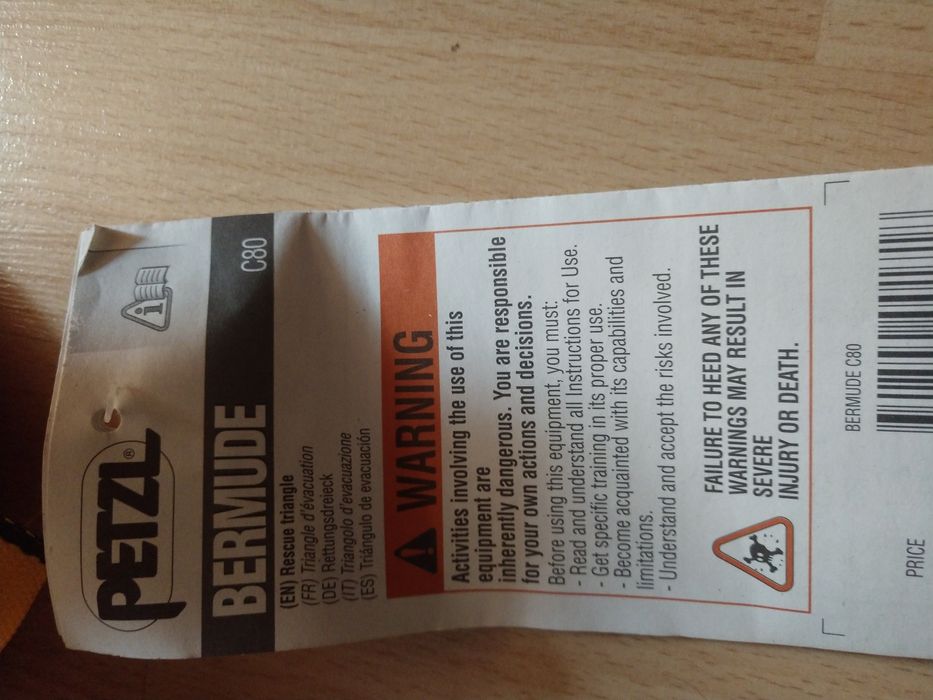 PETZL®
BERMUDE
C80
(EN) Rescue triangle
(FR) Triangle d'évacuation
(DE) Rettungsdreieck
(IT) Triangolo d'evacuazione
(ES) Triángulo de evacuación
WARNING
Activities involving the use of this
equipment are
inherently dangerous. You are responsible
for your own actions and decisions.
Before using this equipment, you must:
- Read and understand all Instructions for Use.
- Get specific training in its proper use.
- Become acquainted with its capabilities and
limitations.
- Understand and accept the risks involved.
FAILURE TO HEED ANY OF THESE
WARNINGS MAY RESULT IN
SEVERE
INJURY OR DEATH.
PRICE
BERMUDE C80